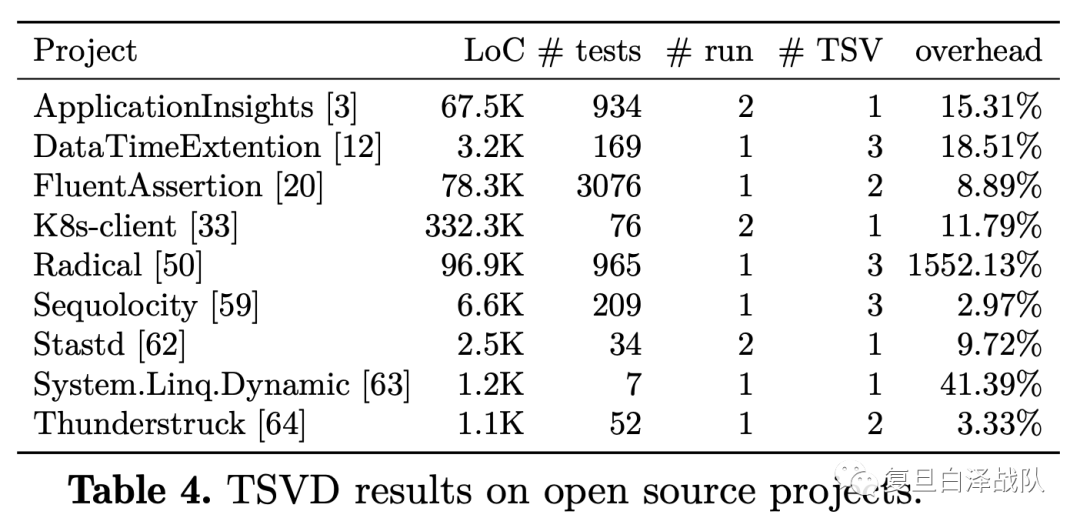 Project LoC # tests # run # TSV overhead
ApplicationInsights [3] 67.5K 934 2 1 15.31%
DataTimeExtention [12] 3.2K 169 1 3 18.51%
FluentAssertion [20] 78.3K 3076 1 2 8.89%
K8s-client [33] 332.3K 76 2 1 11.79%
Radical [50] 96.9K 965 1 3 1552.13%
Sequolocity [59] 6.6K 209 1 3 2.97%
Stastd [62] 2.5K 34 2 1 9.72%
System.Linq.Dynamic [63] 1.2K 7 1 1 41.39%
Thunderstruck [64] 1.1K 52 1 2 3.33%
Table 4. TSVD results on open source projects.
复旦白泽战队